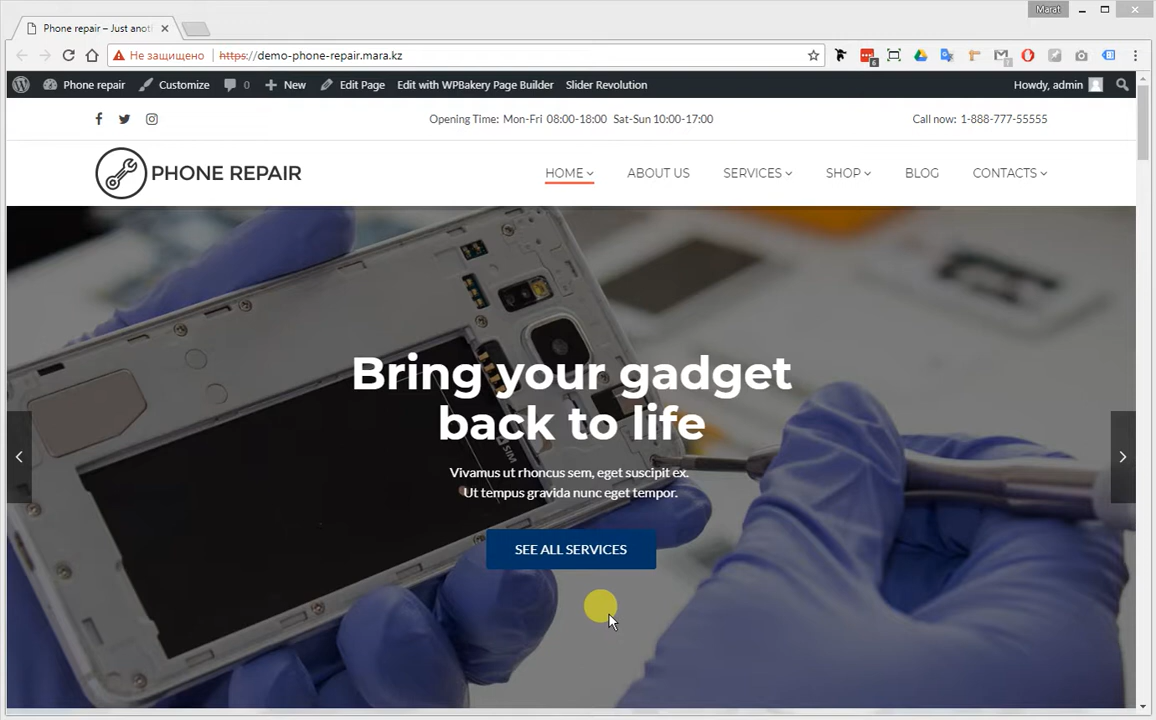 Marat
Phone repair – Just anotl
Не защищено https://demo-phone-repair.mara.kz
Phone repair Customize 0 New Edit Page Edit with WPBakery Page Builder Slider Revolution Howdy, admin
Opening Time: Mon-Fri 08:00-18:00 Sat-Sun 10:00-17:00 Call now: 1-888-777-55555
PHONE REPAIR HOME ABOUT US SERVICES SHOP BLOG CONTACTS
Bring your gadget
back to life
SIM
Vivamus ut rhoncus sem, eget suscipit ex.
Ut tempus gravida nunc eget tempor.
SEE ALL SERVICES